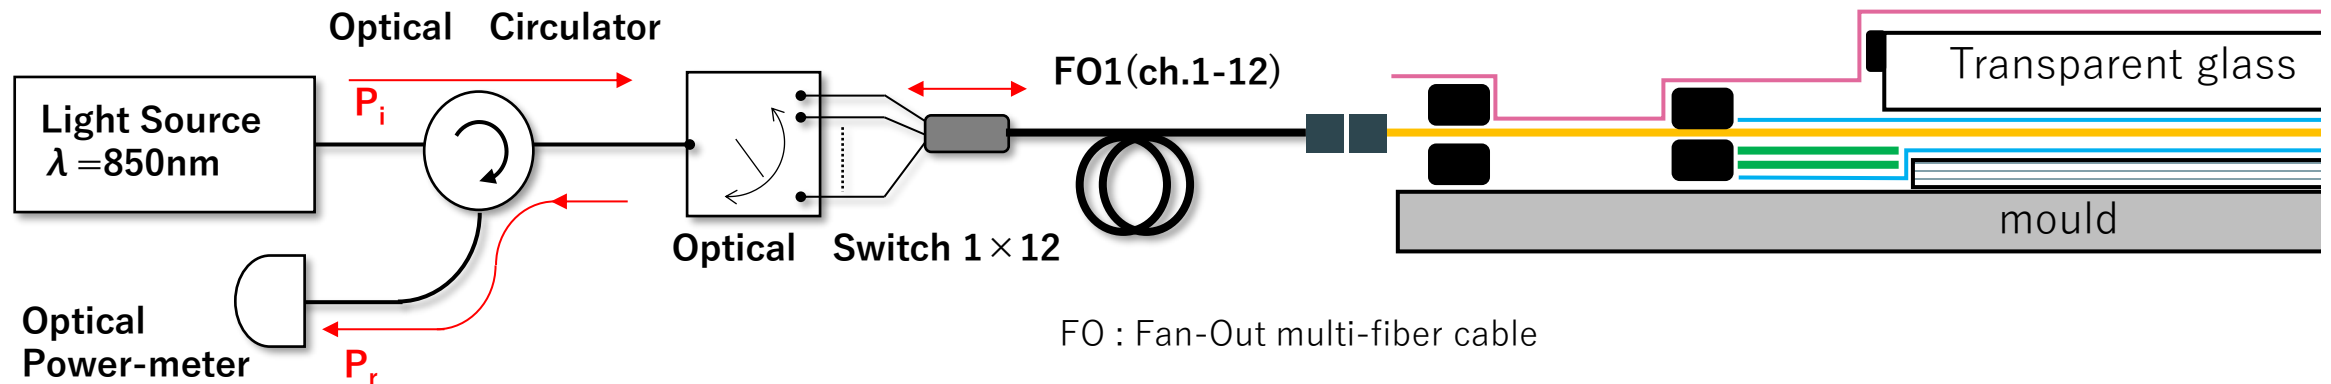 Optical Circulator
FO1(ch.1-12)
Transparent glass
Pi
Light Source
λ=850nm
mould
Optical Switch 1×12
Optical
Power-meter
FO : Fan-Out multi-fiber cable
Pr